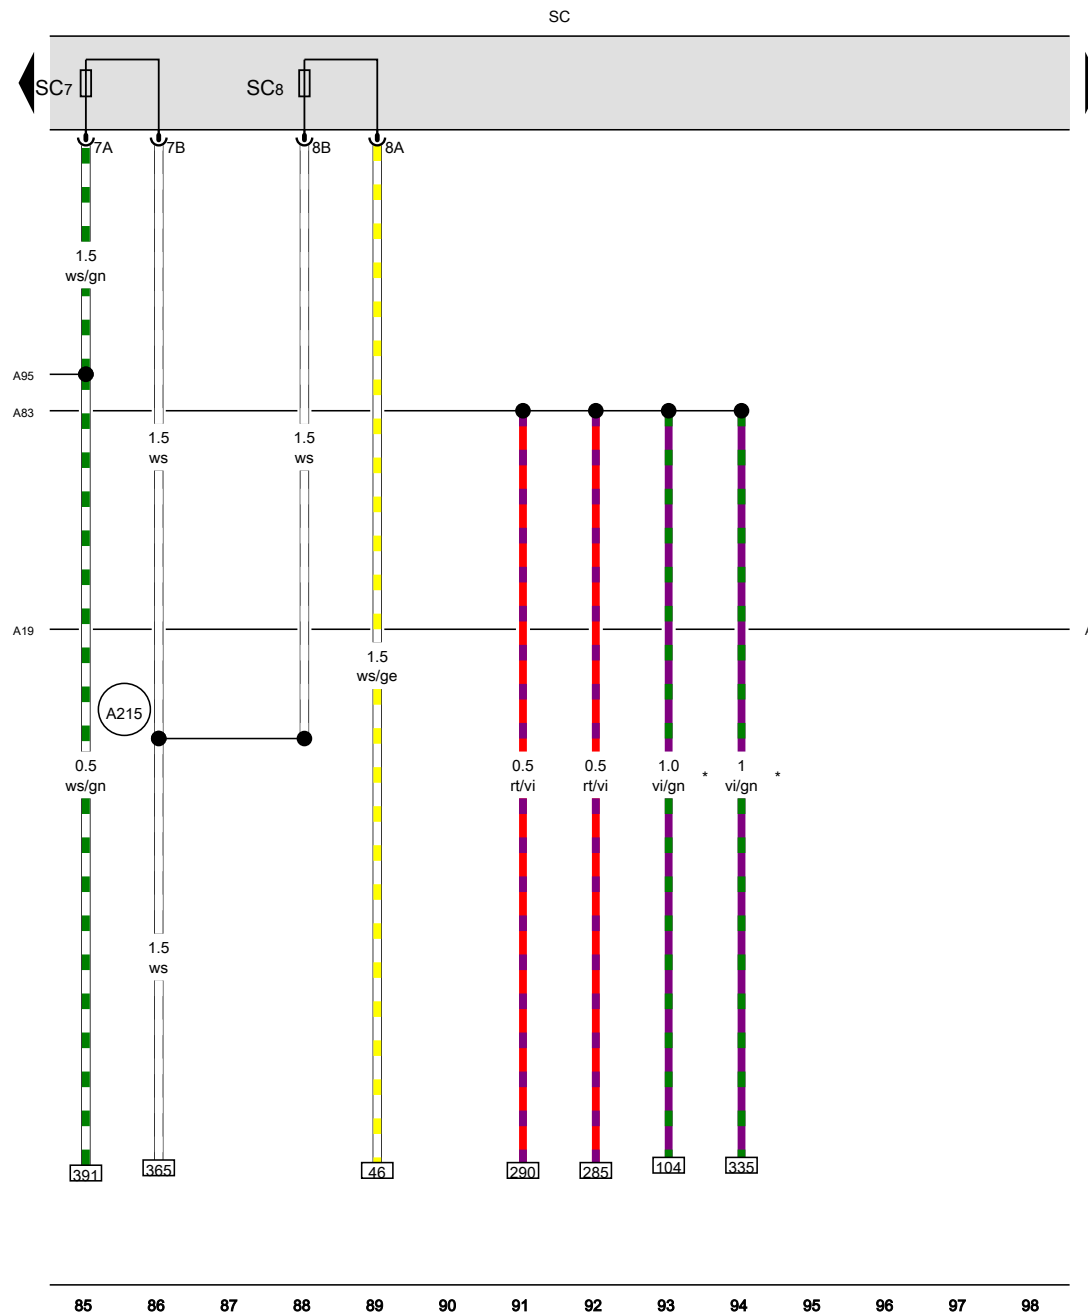 SC
SC7 SC8
7A 7B 8B 8A
1.5
ws/gn
A95
A83
1.5 1.5
ws ws
A19 A
1.5
ws/ge
A215
0.5 0.5 0.5 1.0 1
ws/gn rt/vi rt/vi vi/gn * vi/gn *
1.5
ws
391 365 46 290 285 104 335
85 86 87 88 89 90 91 92 93 94 95 96 97 98